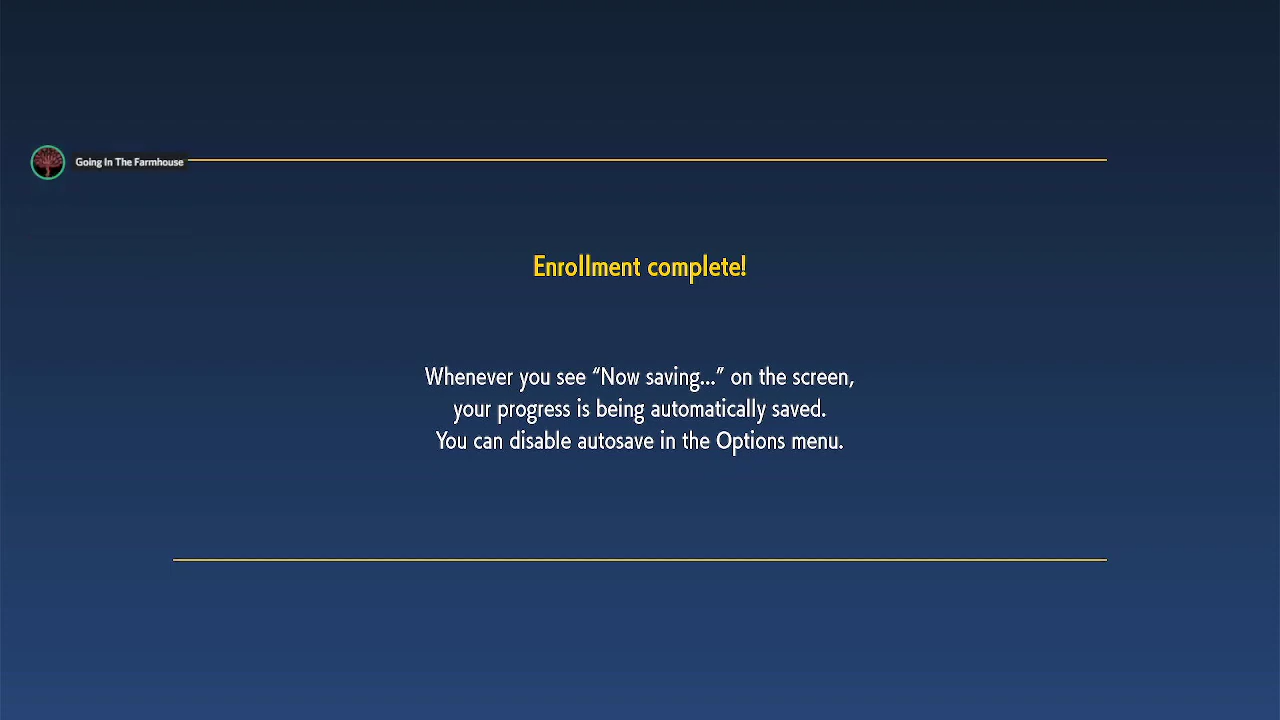 Going In The Farmhouse
Enrollment complete!
Whenever you see “Now saving...” on the screen,
your progress is being automatically saved.
You can disable autosave in the Options menu.